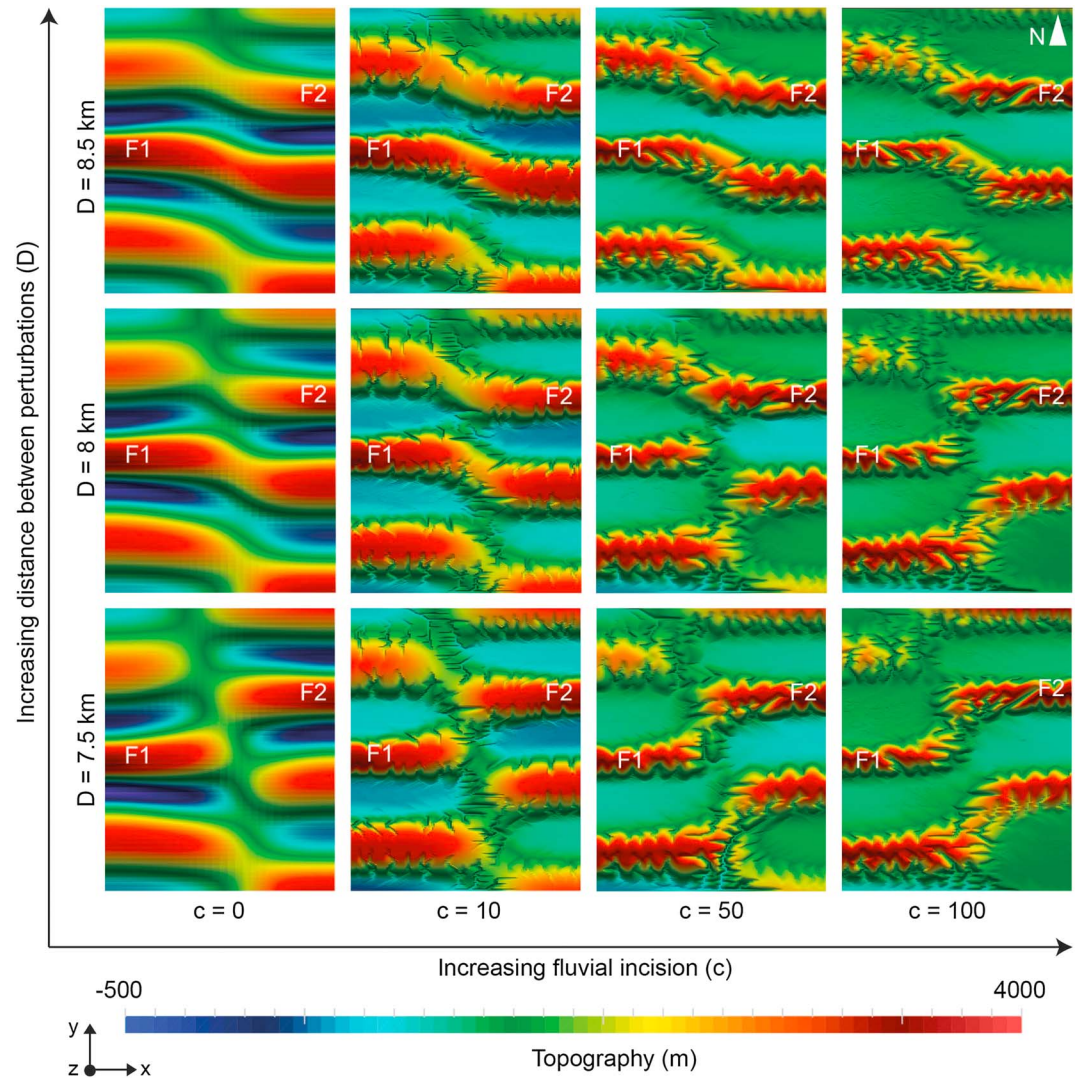 N
F2
F1
D = 8.5 km
F2
F1
F2
F1
F2
F1
F2
F1
D = 8 km
F2
F1
F2
F1
F2
F1
F2
F1
D = 7.5 km
F2
F1
F2
F1
F2
F1
F2
F1
Increasing distance between perturbations (D)
c = 0 c = 10 c = 50 c = 100
Increasing fluvial incision (c)
-500 4000
y
z x
Topography (m)